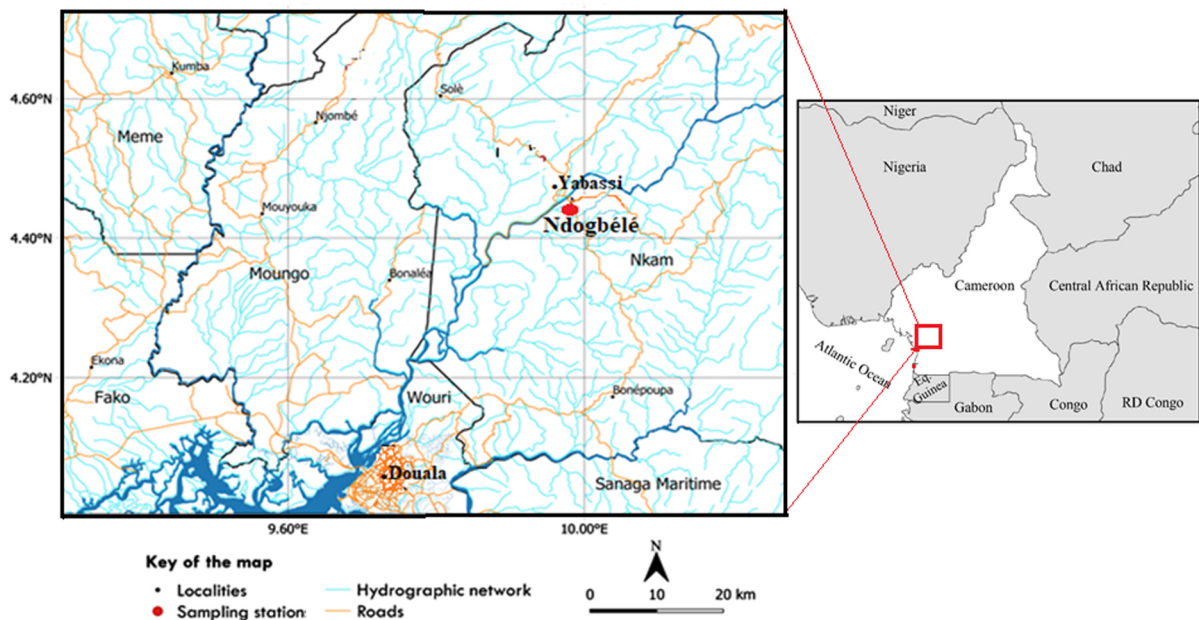 4.60°N
4.40°N
4.20°N
Kumba
Solè
Njombé
Meme
Yabassi
Mouyouka
Ndogbélé
Nkam
Moungo
Bonaléa
Ekona
Bonépoupa
Fako
Wouri
Douala
Sanaga Maritime
9.60°E
10.00°E
Niger
Nigeria
Chad
Cameroon
Central African Republic
Atlantic Ocean
Eq.
Guinea
Gabon
Congo
RD Congo
Key of the map
Localities
Sampling station
Hydrographic network
Roads
N
0 10 20 km